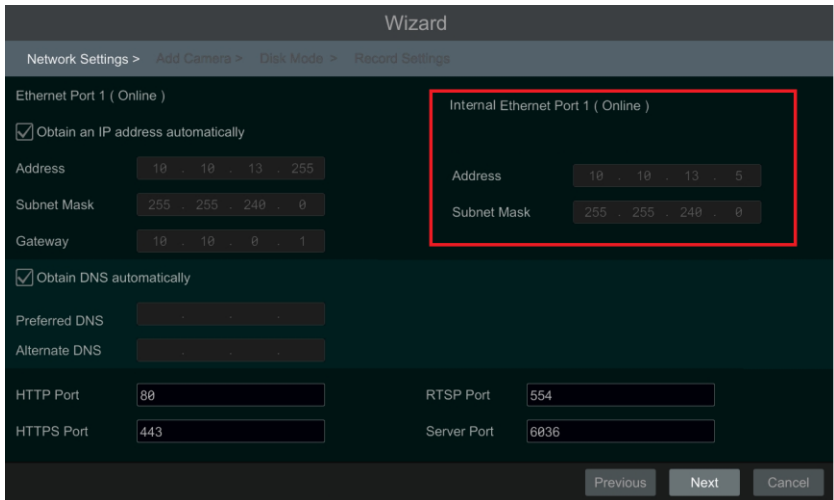 Wizard
Network Settings > Add Camera > Disk Mode > Record Settings
Ethernet Port 1 ( Online )
Internal Ethernet Port 1 ( Online )
Obtain an IP address automatically
Address 10 . 10 . 13 . 255
Address 10 . 10 . 13 . 5
Subnet Mask 255 . 255 . 240 . 0
Subnet Mask 255 . 255 . 240 . 0
Gateway 10 . 10 . 0 . 1
Obtain DNS automatically
Preferred DNS . . .
Alternate DNS . . .
HTTP Port 80 RTSP Port 554
HTTPS Port 443 Server Port 6036
Previous Next Cancel